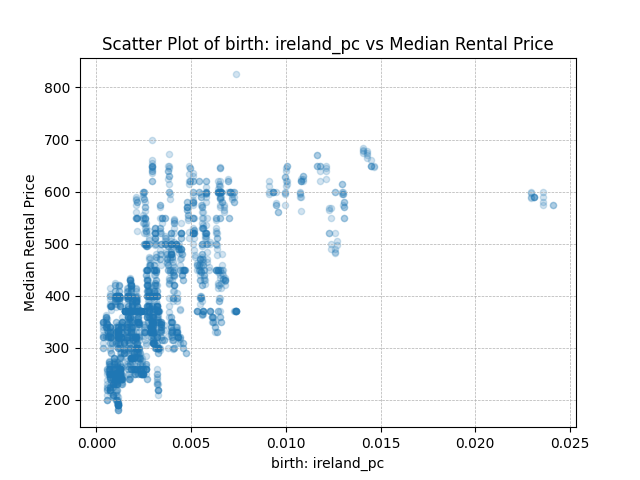 Scatter Plot of birth: ireland_pc vs Median Rental Price
800
700
600
500
400
300
200
Median Rental Price
0.000 0.005 0.010 0.015 0.020 0.025
birth: ireland_pc